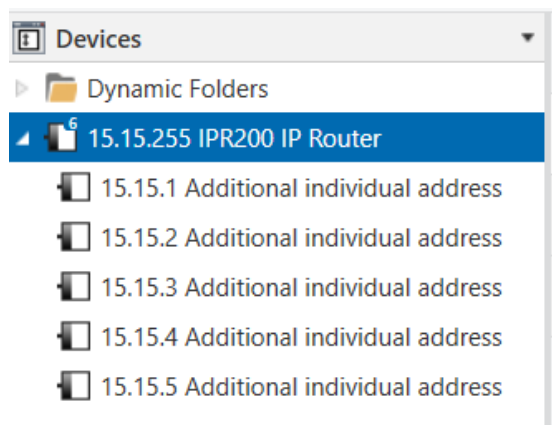 Devices
Dynamic Folders
6
15.15.255 IPR200 IP Router
15.15.1 Additional individual address
15.15.2 Additional individual address
15.15.3 Additional individual address
15.15.4 Additional individual address
15.15.5 Additional individual address